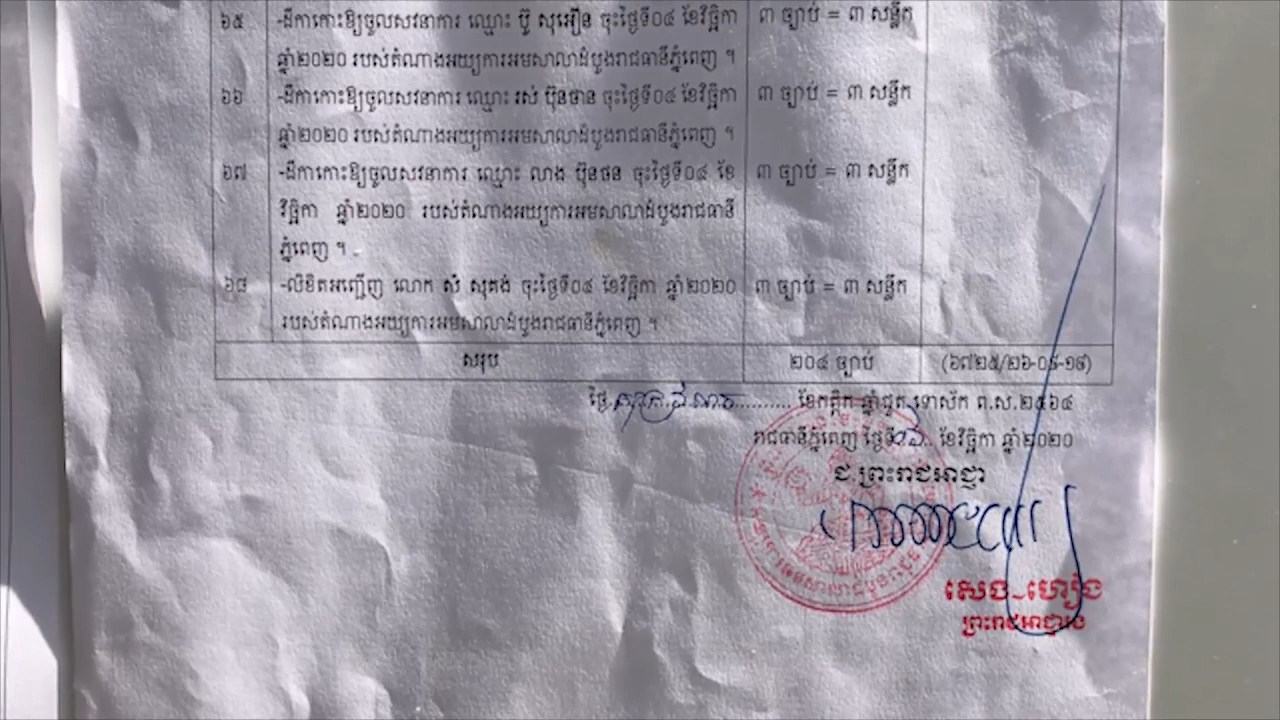 ៦៥ -ដីកាកោះឱ្យចូលសវនាការ ឈ្មោះ ប៊ូ សុអឿន ចុះថ្ងៃទី០៤ ខែវិច្ឆិកា ៣ ច្បាប់ = ៣ សន្លឹក
ឆ្នាំ២០២០ របស់តំណាងអយ្យការអមសាលាដំបូងរាជធានីភ្នំពេញ ។
៦៦ -ដីកាកោះឱ្យចូលសវនាការ ឈ្មោះ រស់ ប៊ុនថាន ចុះថ្ងៃទី០៤ ខែវិច្ឆិកា ៣ ច្បាប់ = ៣ សន្លឹក
ឆ្នាំ២០២០ របស់តំណាងអយ្យការអមសាលាដំបូងរាជធានីភ្នំពេញ ។
៦៧ -ដីកាកោះឱ្យចូលសវនាការ ឈ្មោះ លាង ប៊ុនផន ចុះថ្ងៃទី០៤ ខែ ៣ ច្បាប់ = ៣ សន្លឹក
វិច្ឆិកា ឆ្នាំ២០២០ របស់តំណាងអយ្យការអមសាលាដំបូងរាជធានី
ភ្នំពេញ ។
៦៨ -លិខិតអញ្ជើញ លោក សំ សុគង់ ចុះថ្ងៃទី០៤ ខែវិច្ឆិកា ឆ្នាំ២០២០ ៣ ច្បាប់ = ៣ សន្លឹក
របស់តំណាងអយ្យការអមសាលាដំបូងរាជធានីភ្នំពេញ ។
សរុប ២០៤ ច្បាប់ (៦៧២៥/២៦-០៩-១៩)
ថ្ងៃ ខែកត្តិក ឆ្នាំជូត ទោស័ក ព.ស.២៥៦៤
រាជធានីភ្នំពេញ ថ្ងៃទី ខែវិច្ឆិកា ឆ្នាំ២០២០
ជ.ព្រះរាជអាជ្ញា
សេង ហៀង
ព្រះរាជអាជ្ញារង